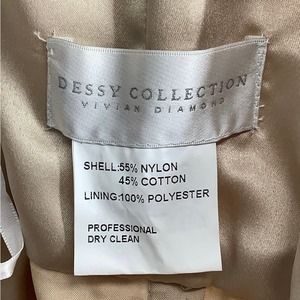 DESSY COLLECTION
VIVIAN DIAMOND
SHELL:55% NYLON
45% COTTON
LINING:100% POLYESTER
PROFESSIONAL
DRY CLEAN